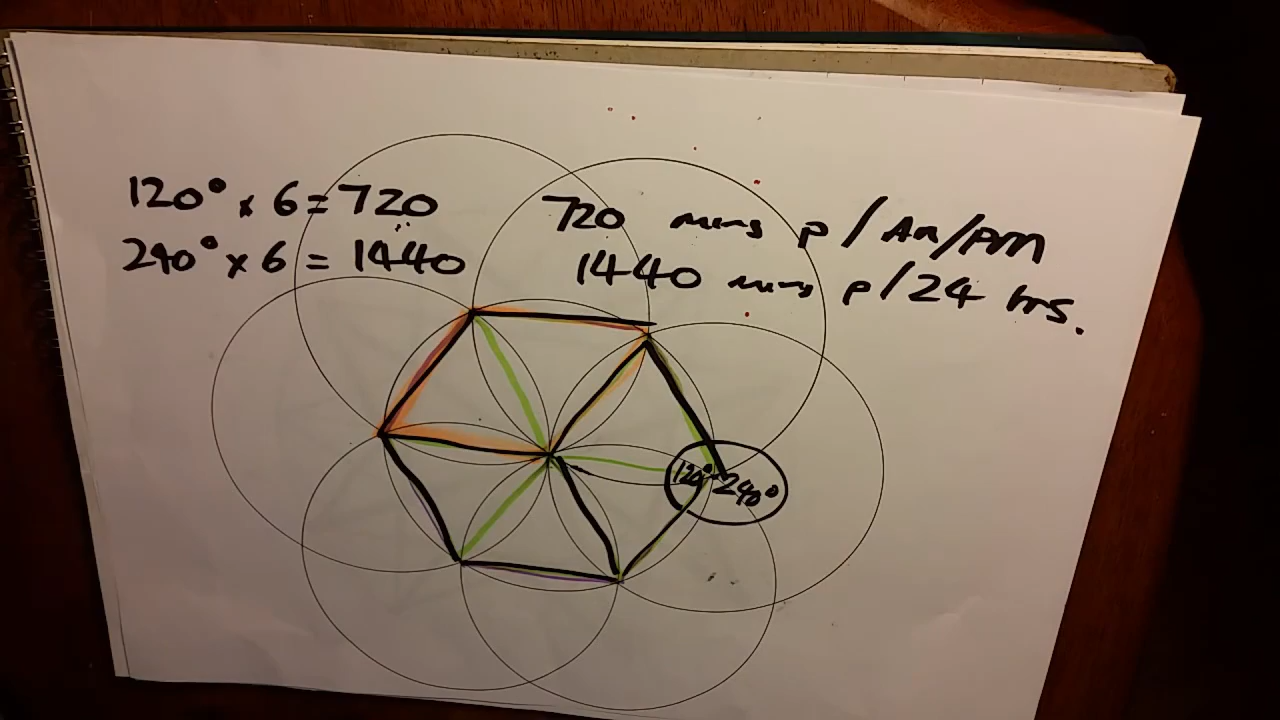 120° x 6 = 720
240° x 6 = 1440
720 mins p/AM/PM
1440 mins p/24 hrs.
120° 240°